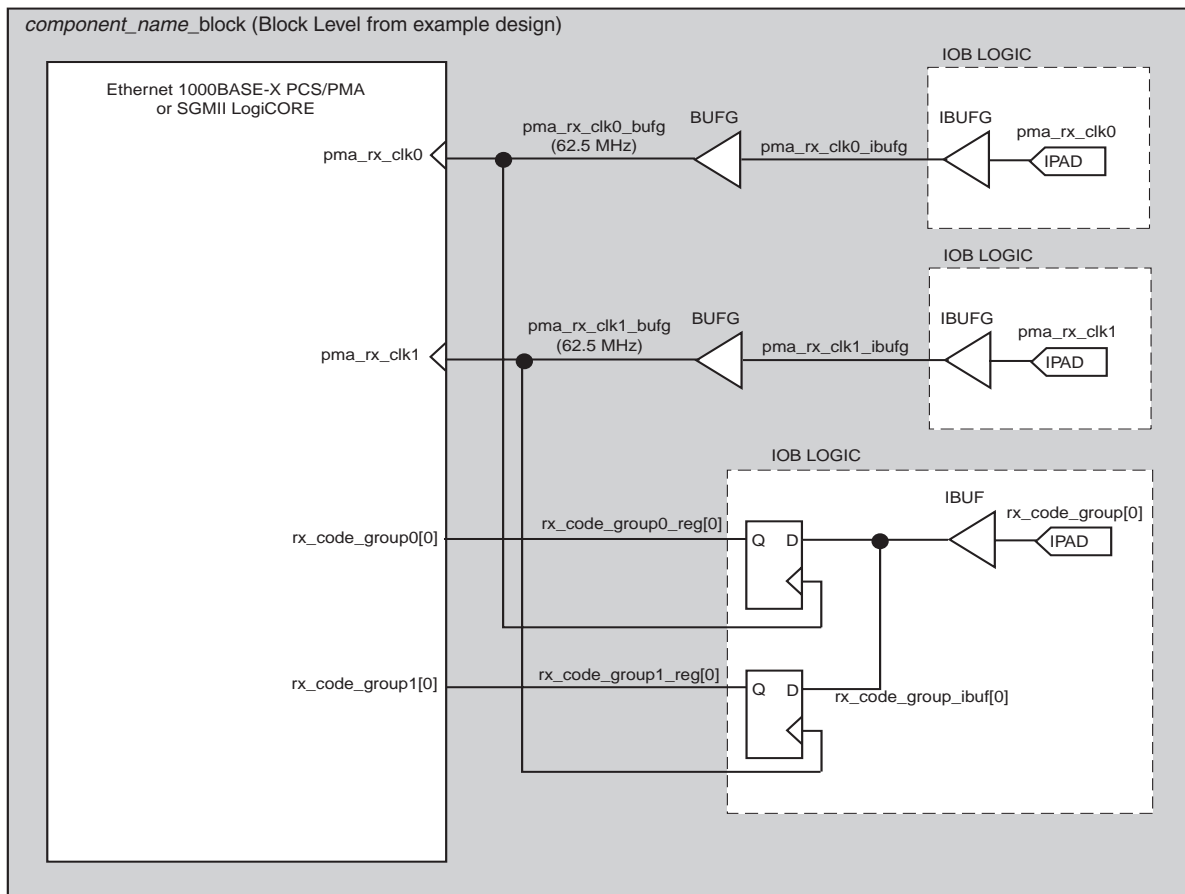 component_name_block (Block Level from example design)
Ethernet 1000BASE-X PCS/PMA
or SGMII LogiCORE
IOB LOGIC
pma_rx_clk0
pma_rx_clk0_bufg
(62.5 MHz)
BUFG
pma_rx_clk0_ibufg
IBUFG
pma_rx_clk0
IPAD
IOB LOGIC
pma_rx_clk1
pma_rx_clk1_bufg
(62.5 MHz)
BUFG
pma_rx_clk1_ibufg
IBUFG
pma_rx_clk1
IPAD
IOB LOGIC
rx_code_group0[0]
rx_code_group0_reg[0]
Q D
IBUF
rx_code_group[0]
IPAD
rx_code_group1[0]
rx_code_group1_reg[0]
Q D
rx_code_group_ibuf[0]